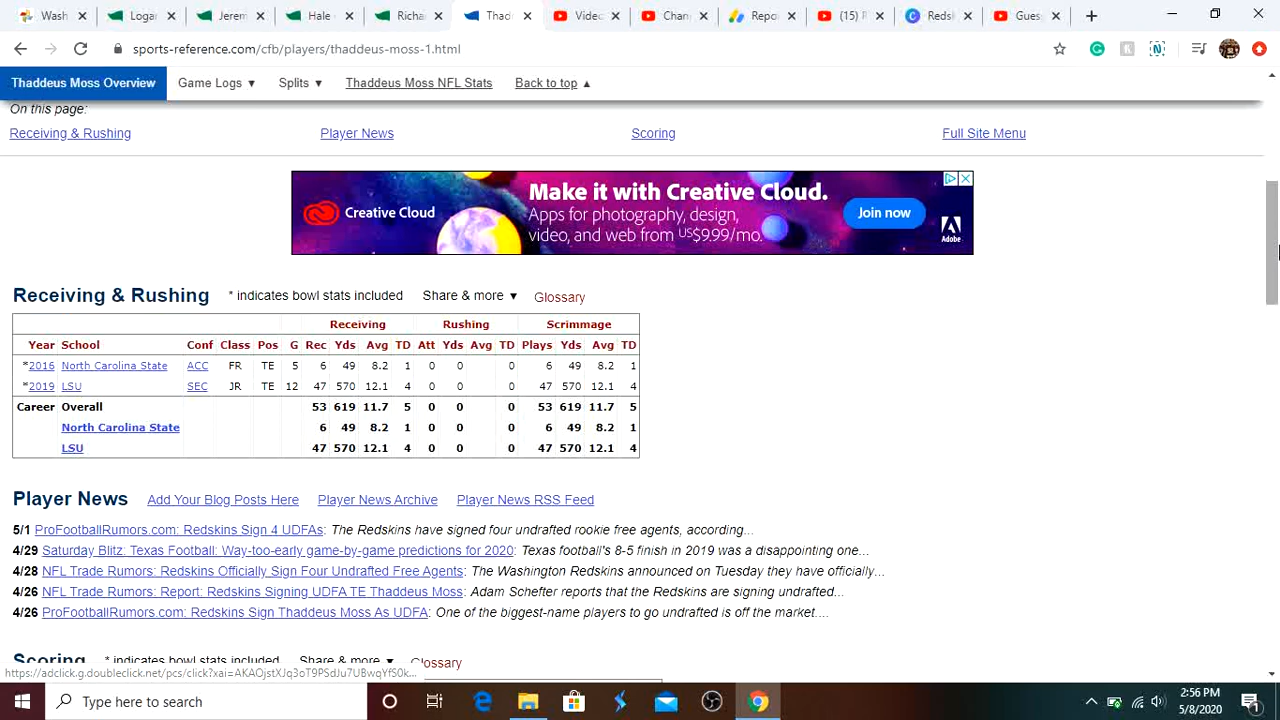 Wash
Logar
Jerem
Hale
Richa
Thad
Video
Chan
Repo
(15)
Redsk
Gues
sports-reference.com/cfb/players/thaddeus-moss-1.html
Thaddeus Moss Overview Game Logs ▼ Splits ▼ Thaddeus Moss NFL Stats Back to top ▲
On this page:
Receiving & Rushing Player News Scoring Full Site Menu
Creative Cloud
Make it with Creative Cloud.
Apps for photography, design,
video, and web from US$9.99/mo.
Join now
Adobe
Receiving & Rushing * indicates bowl stats included Share & more ▼ Glossary
Receiving Rushing Scrimmage
Year School Conf Class Pos G Rec Yds Avg TD Att Yds Avg TD Plays Yds Avg TD
*2016 North Carolina State ACC FR TE 5 6 49 8.2 1 0 0 0 6 49 8.2 1
*2019 LSU SEC JR TE 12 47 570 12.1 4 0 0 0 47 570 12.1 4
Career Overall 53 619 11.7 5 0 0 0 53 619 11.7 5
North Carolina State 6 49 8.2 1 0 0 0 6 49 8.2 1
LSU 47 570 12.1 4 0 0 0 47 570 12.1 4
Player News Add Your Blog Posts Here Player News Archive Player News RSS Feed
5/1 ProFootballRumors.com: Redskins Sign 4 UDFAs: The Redskins have signed four undrafted rookie free agents, according...
4/29 Saturday Blitz: Texas Football: Way-too-early game-by-game predictions for 2020: Texas football's 8-5 finish in 2019 was a disappointing one...
4/28 NFL Trade Rumors: Redskins Officially Sign Four Undrafted Free Agents: The Washington Redskins announced on Tuesday they have officially...
4/26 NFL Trade Rumors: Report: Redskins Signing UDFA TE Thaddeus Moss: Adam Schefter reports that the Redskins are signing undrafted...
4/26 ProFootballRumors.com: Redskins Sign Thaddeus Moss As UDFA: One of the biggest-name players to go undrafted is off the market....
Scoring * indicates bowl stats included Share & more ▼ Glossary
Type here to search
2:56 PM
5/8/2020
1